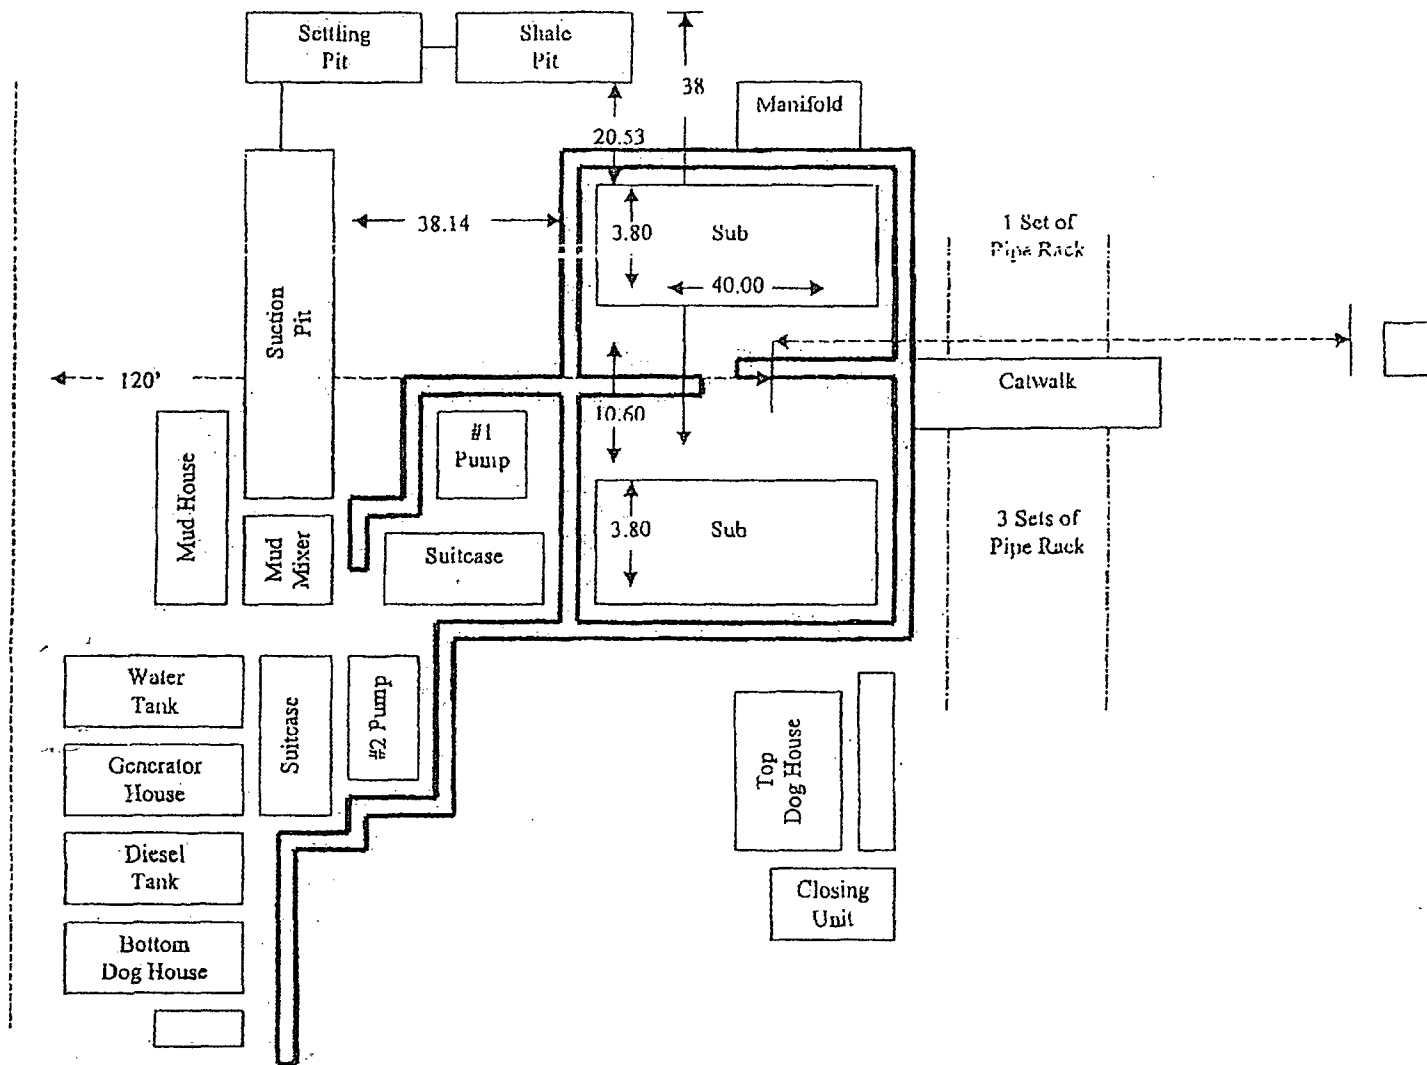 Settling
Pit
Shale
Pit
38
Manifold
20.53
38.14
3.80
Sub
1 Set of
Pipe Rack
40.00
Suction
Pit
120'
Catwalk
10.60
#1
Pump
Mud House
3 Sets of
Pipe Rack
Mud
Mixer
Suitcase
3.80
Sub
Water
Tank
Suitcase
#2 Pump
Generator
House
Top
Dog House
Diesel
Tank
Closing
Unit
Bottom
Dog House